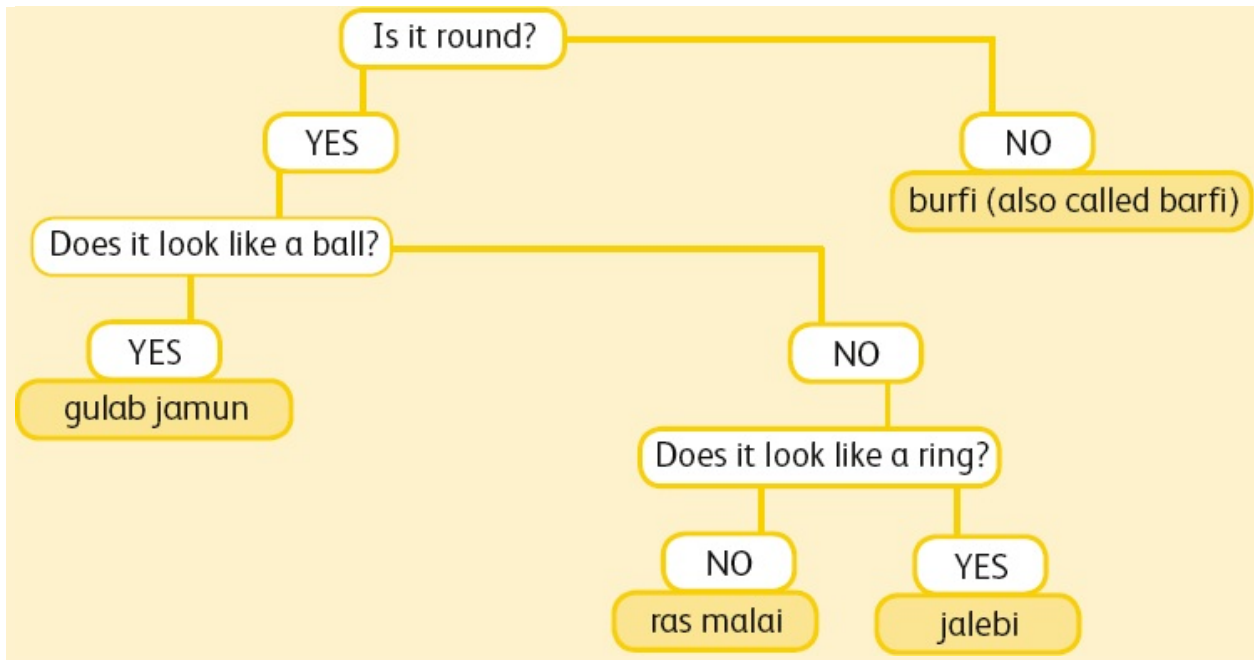 Is it round?
YES
NO
burfi (also called barfi)
Does it look like a ball?
YES
gulab jamun
NO
Does it look like a ring?
NO
ras malai
YES
jalebi